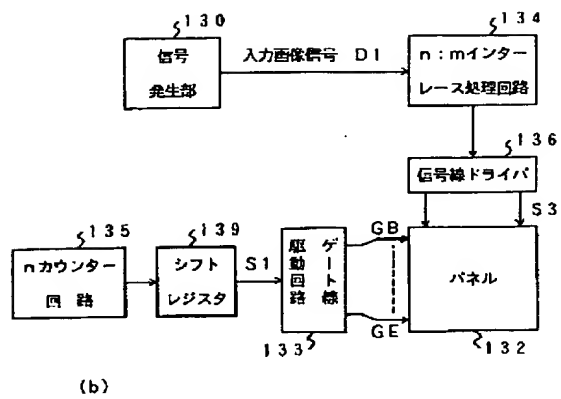 130
信号
発生部
入力画像信号 D1
134
n:mインター
レース処理回路
136
信号線ドライバ
S3
135
nカウンター
回 路
139
シフト
レジスタ
S1
ゲート線
駆動回路
133
GB
GE
パネル
132
(b)